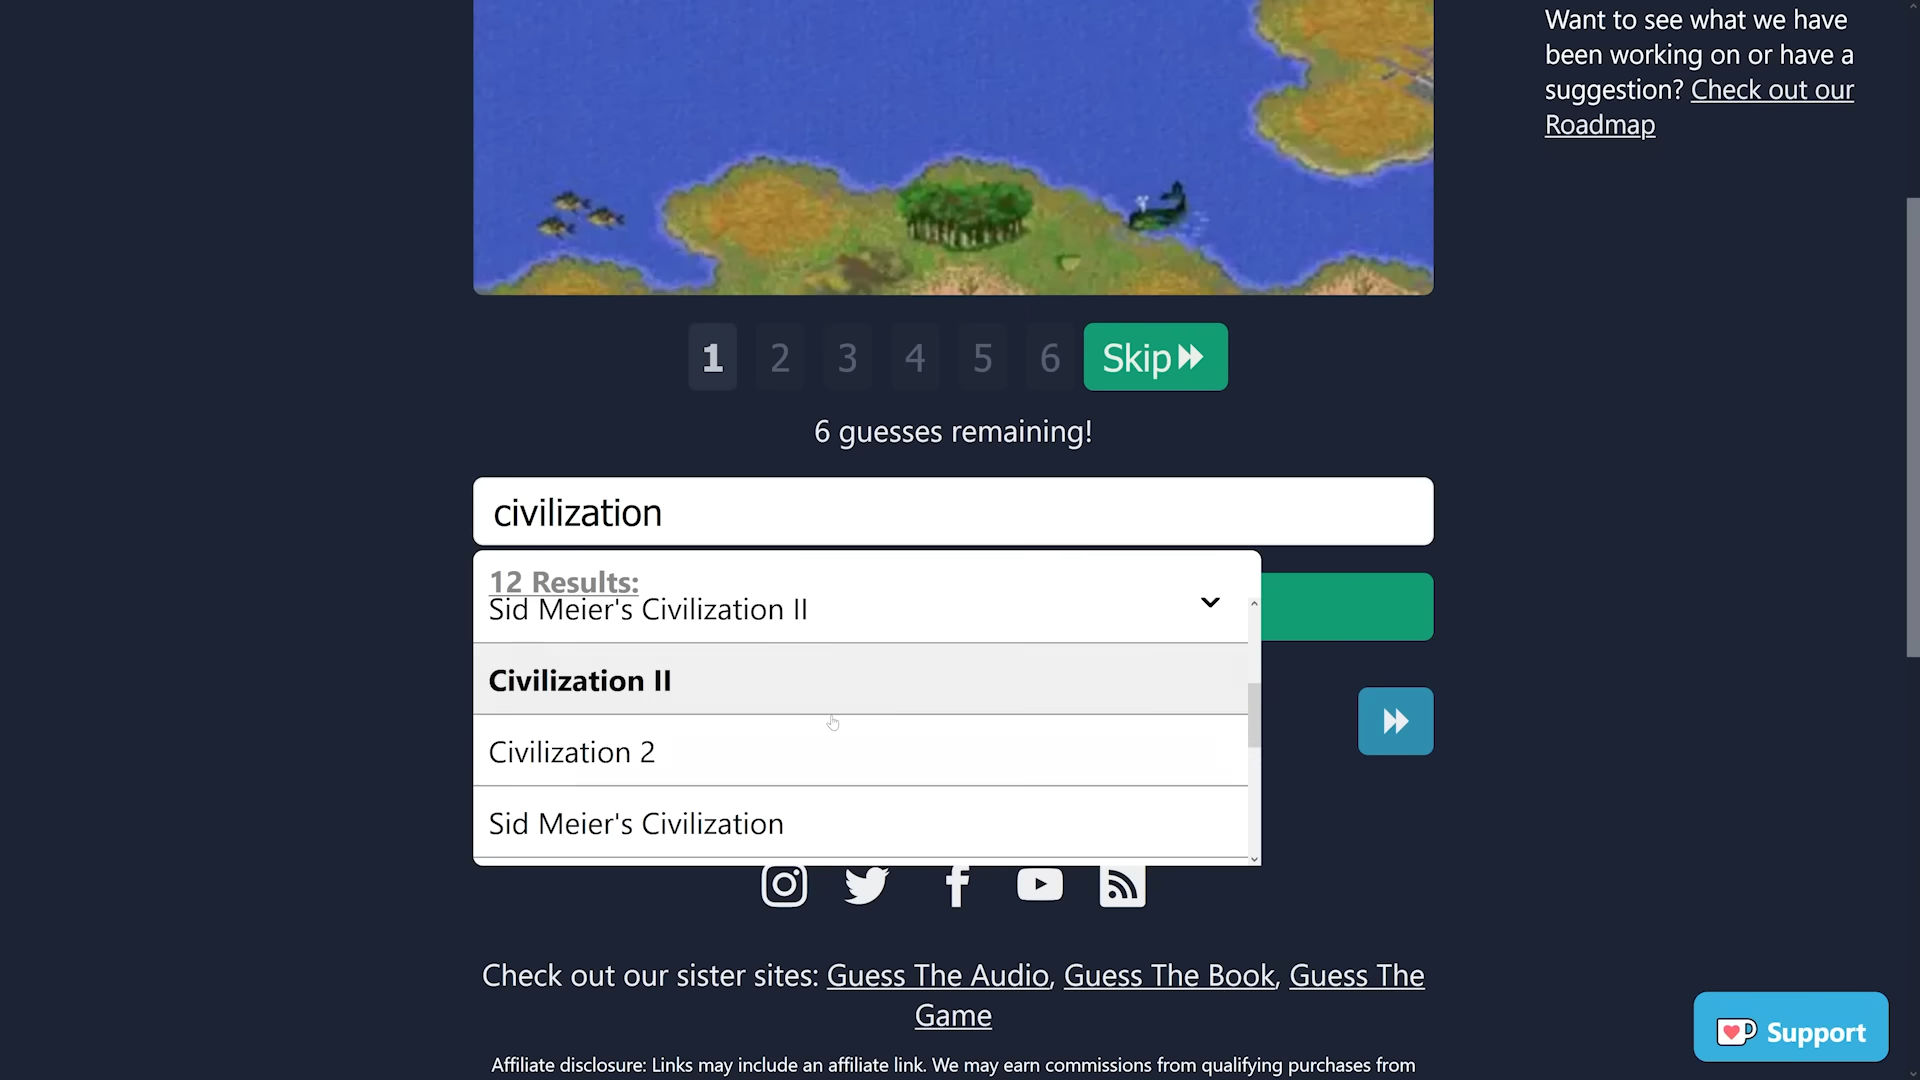 Want to see what we have
been working on or have a
suggestion? Check out our
Roadmap
1 2 3 4 5 6 Skip
6 guesses remaining!
civilization
12 Results:
Sid Meier's Civilization II
Civilization II
Civilization 2
Sid Meier's Civilization
Check out our sister sites: Guess The Audio, Guess The Book, Guess The
Game
Support
Affiliate disclosure: Links may include an affiliate link. We may earn commissions from qualifying purchases from